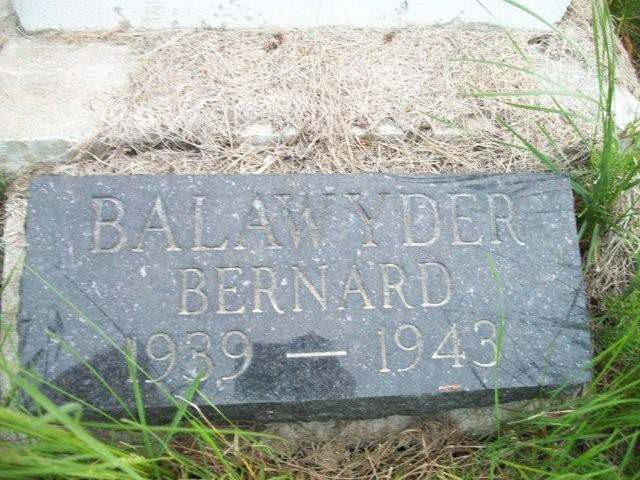 BALAWYDER
BERNARD
1939 — 1943